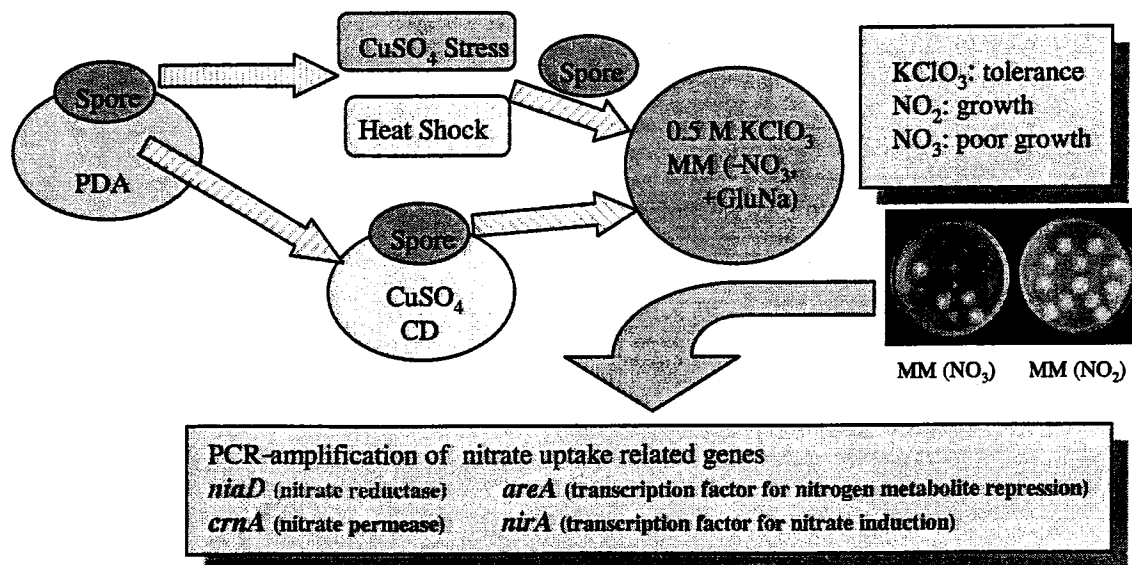 Spore
PDA
CuSO₄ Stress
Heat Shock
Spore
Spore
CuSO₄
CD
0.5 M KClO₃
MM (-NO₃,
+GluNa)
KClO₃: tolerance
NO₂: growth
NO₃: poor growth
MM (NO₃) MM (NO₂)
PCR-amplification of nitrate uptake related genes
niaD (nitrate reductase) areA (transcription factor for nitrogen metabolite repression)
crnA (nitrate permease) nirA (transcription factor for nitrate induction)